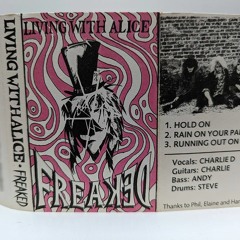 LIVING WITH ALICE - FREAKED
LIVING WITH ALICE
FREAKED
1. HOLD ON
2. RAIN ON YOUR PA
3. RUNNING OUT ON
Vocals: CHARLIE D
Guitars: CHARLIE
Bass: ANDY
Drums: STEVE
Thanks to Phil, Elaine and Har